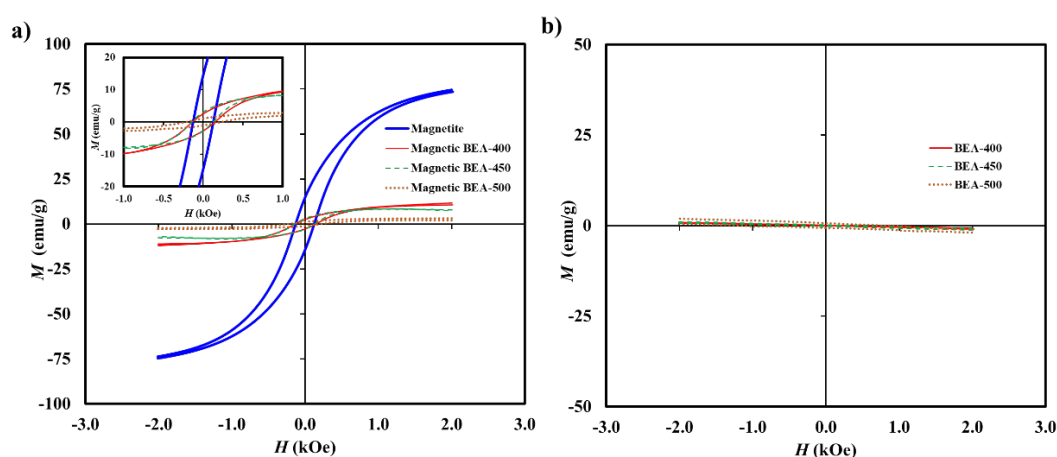 a)
100
75
50
25
0
-25
-50
-75
-100
M (emu/g)
-3.0 -2.0 -1.0 0.0 1.0 2.0 3.0
H (kOe)
20
10
0
-10
-20
M (emu/g)
-1.0 -0.5 0.0 0.5 1.0
H (kOe)
Magnetite
Magnetic BEA-400
Magnetic BEA-450
Magnetic BEA-500
b)
50
25
0
-25
-50
M (emu/g)
-3.0 -2.0 -1.0 0.0 1.0 2.0 3.0
H (kOe)
BEA-400
BEA-450
BEA-500